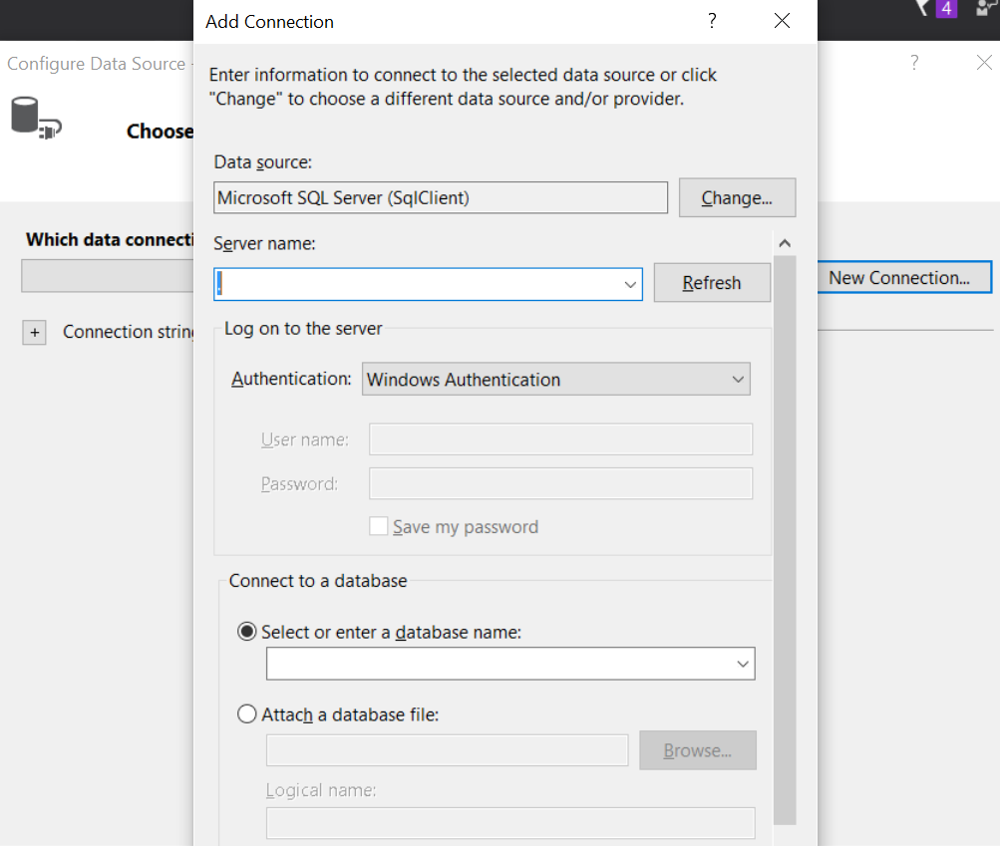 Add Connection
?
4
Configure Data Source -
?
Enter information to connect to the selected data source or click
"Change" to choose a different data source and/or provider.
Choose
Data source:
Microsoft SQL Server (SqlClient)
Change...
Which data connecti
Server name:
.
Refresh
New Connection...
+
Connection string
Log on to the server
Authentication:
Windows Authentication
User name:
Password:
Save my password
Connect to a database
Select or enter a database name:
Attach a database file:
Browse...
Logical name: